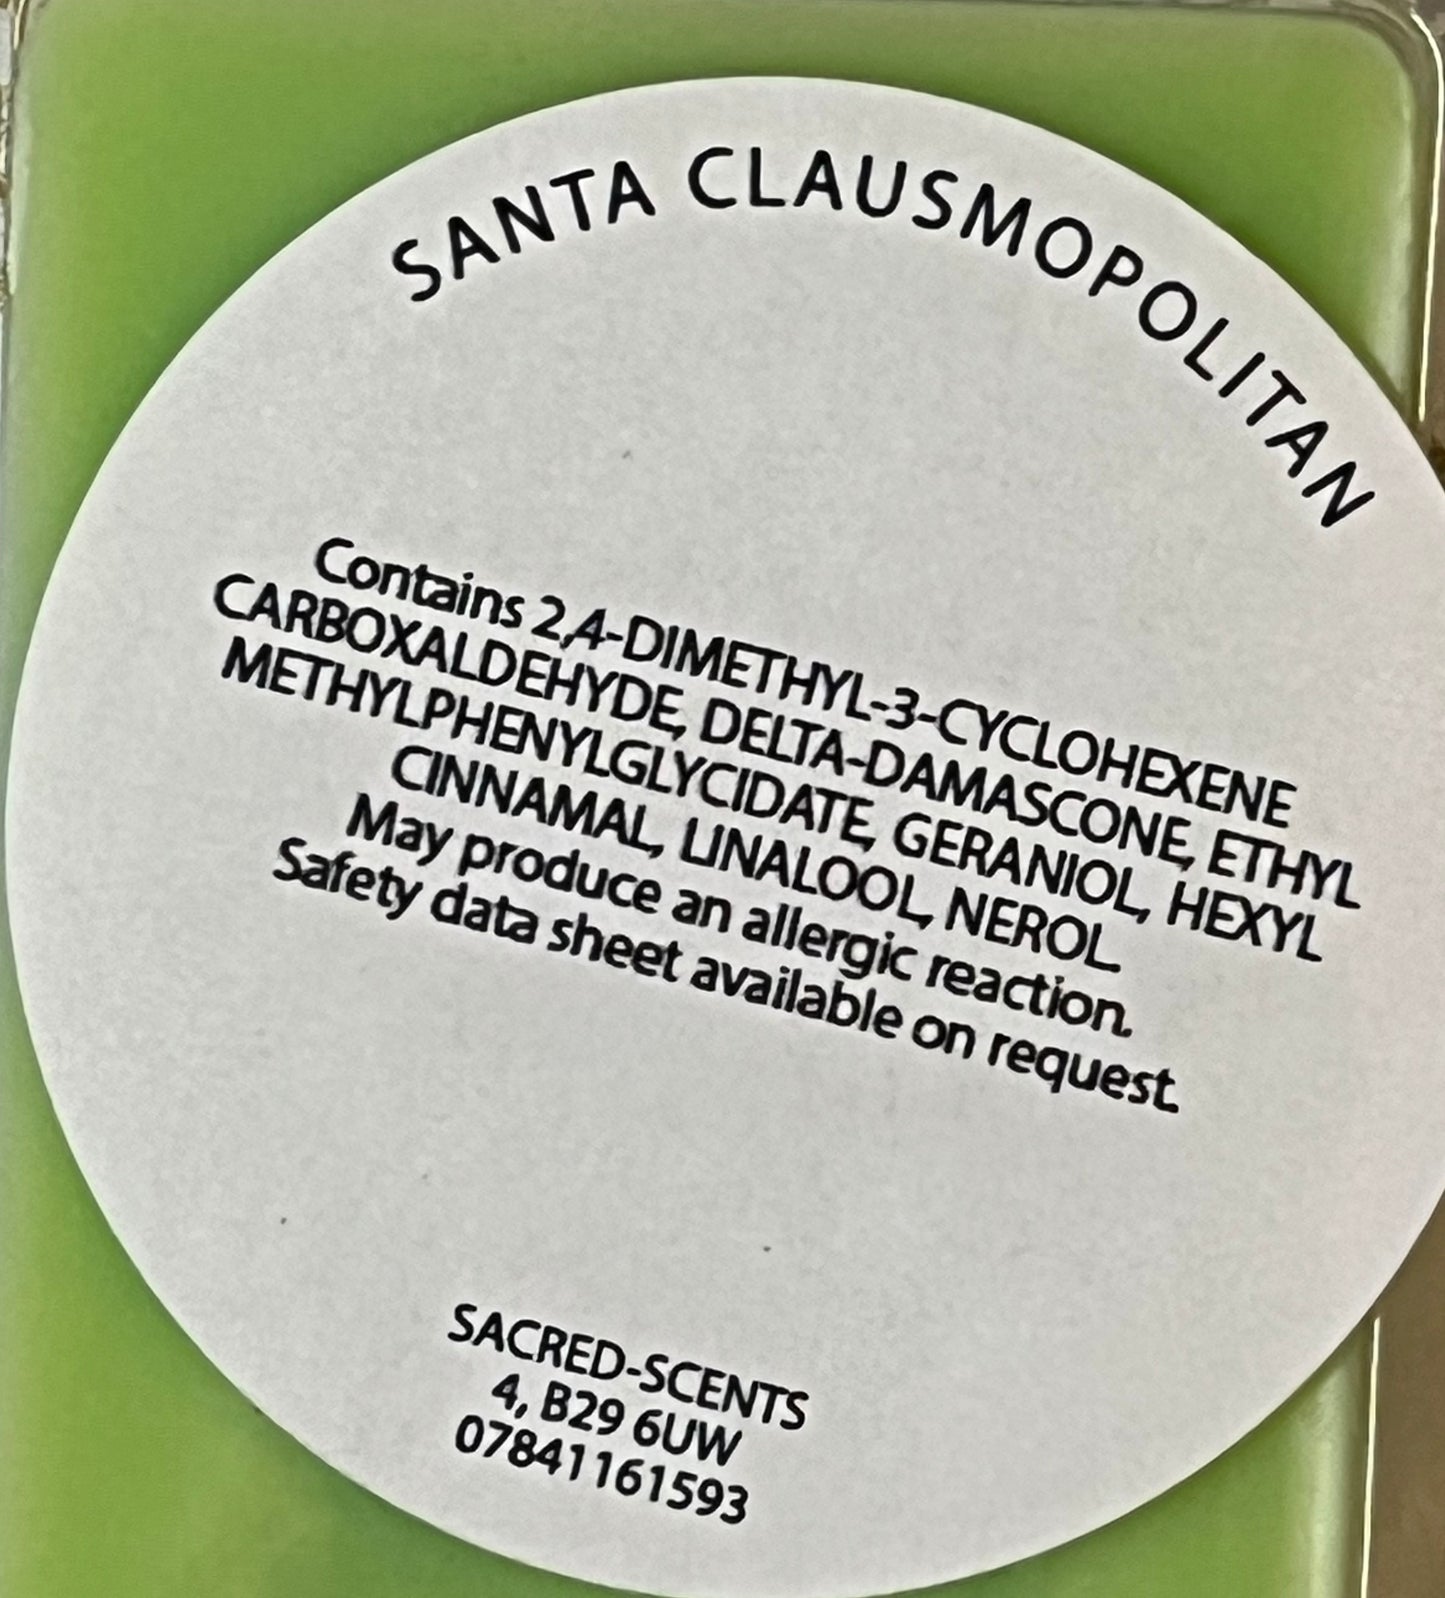 SANTA CLAUSMOPOLITAN
Contains 2,4-DIMETHYL-3-CYCLOHEXENE
CARBOXALDEHYDE, DELTA-DAMASCONE, ETHYL
METHYLPHENYLGLYCIDATE, GERANIOL, HEXYL
CINNAMAL, LINALOOL, NEROL.
May produce an allergic reaction.
Safety data sheet available on request.
SACRED-SCENTS
4, B29 6UW
07841161593